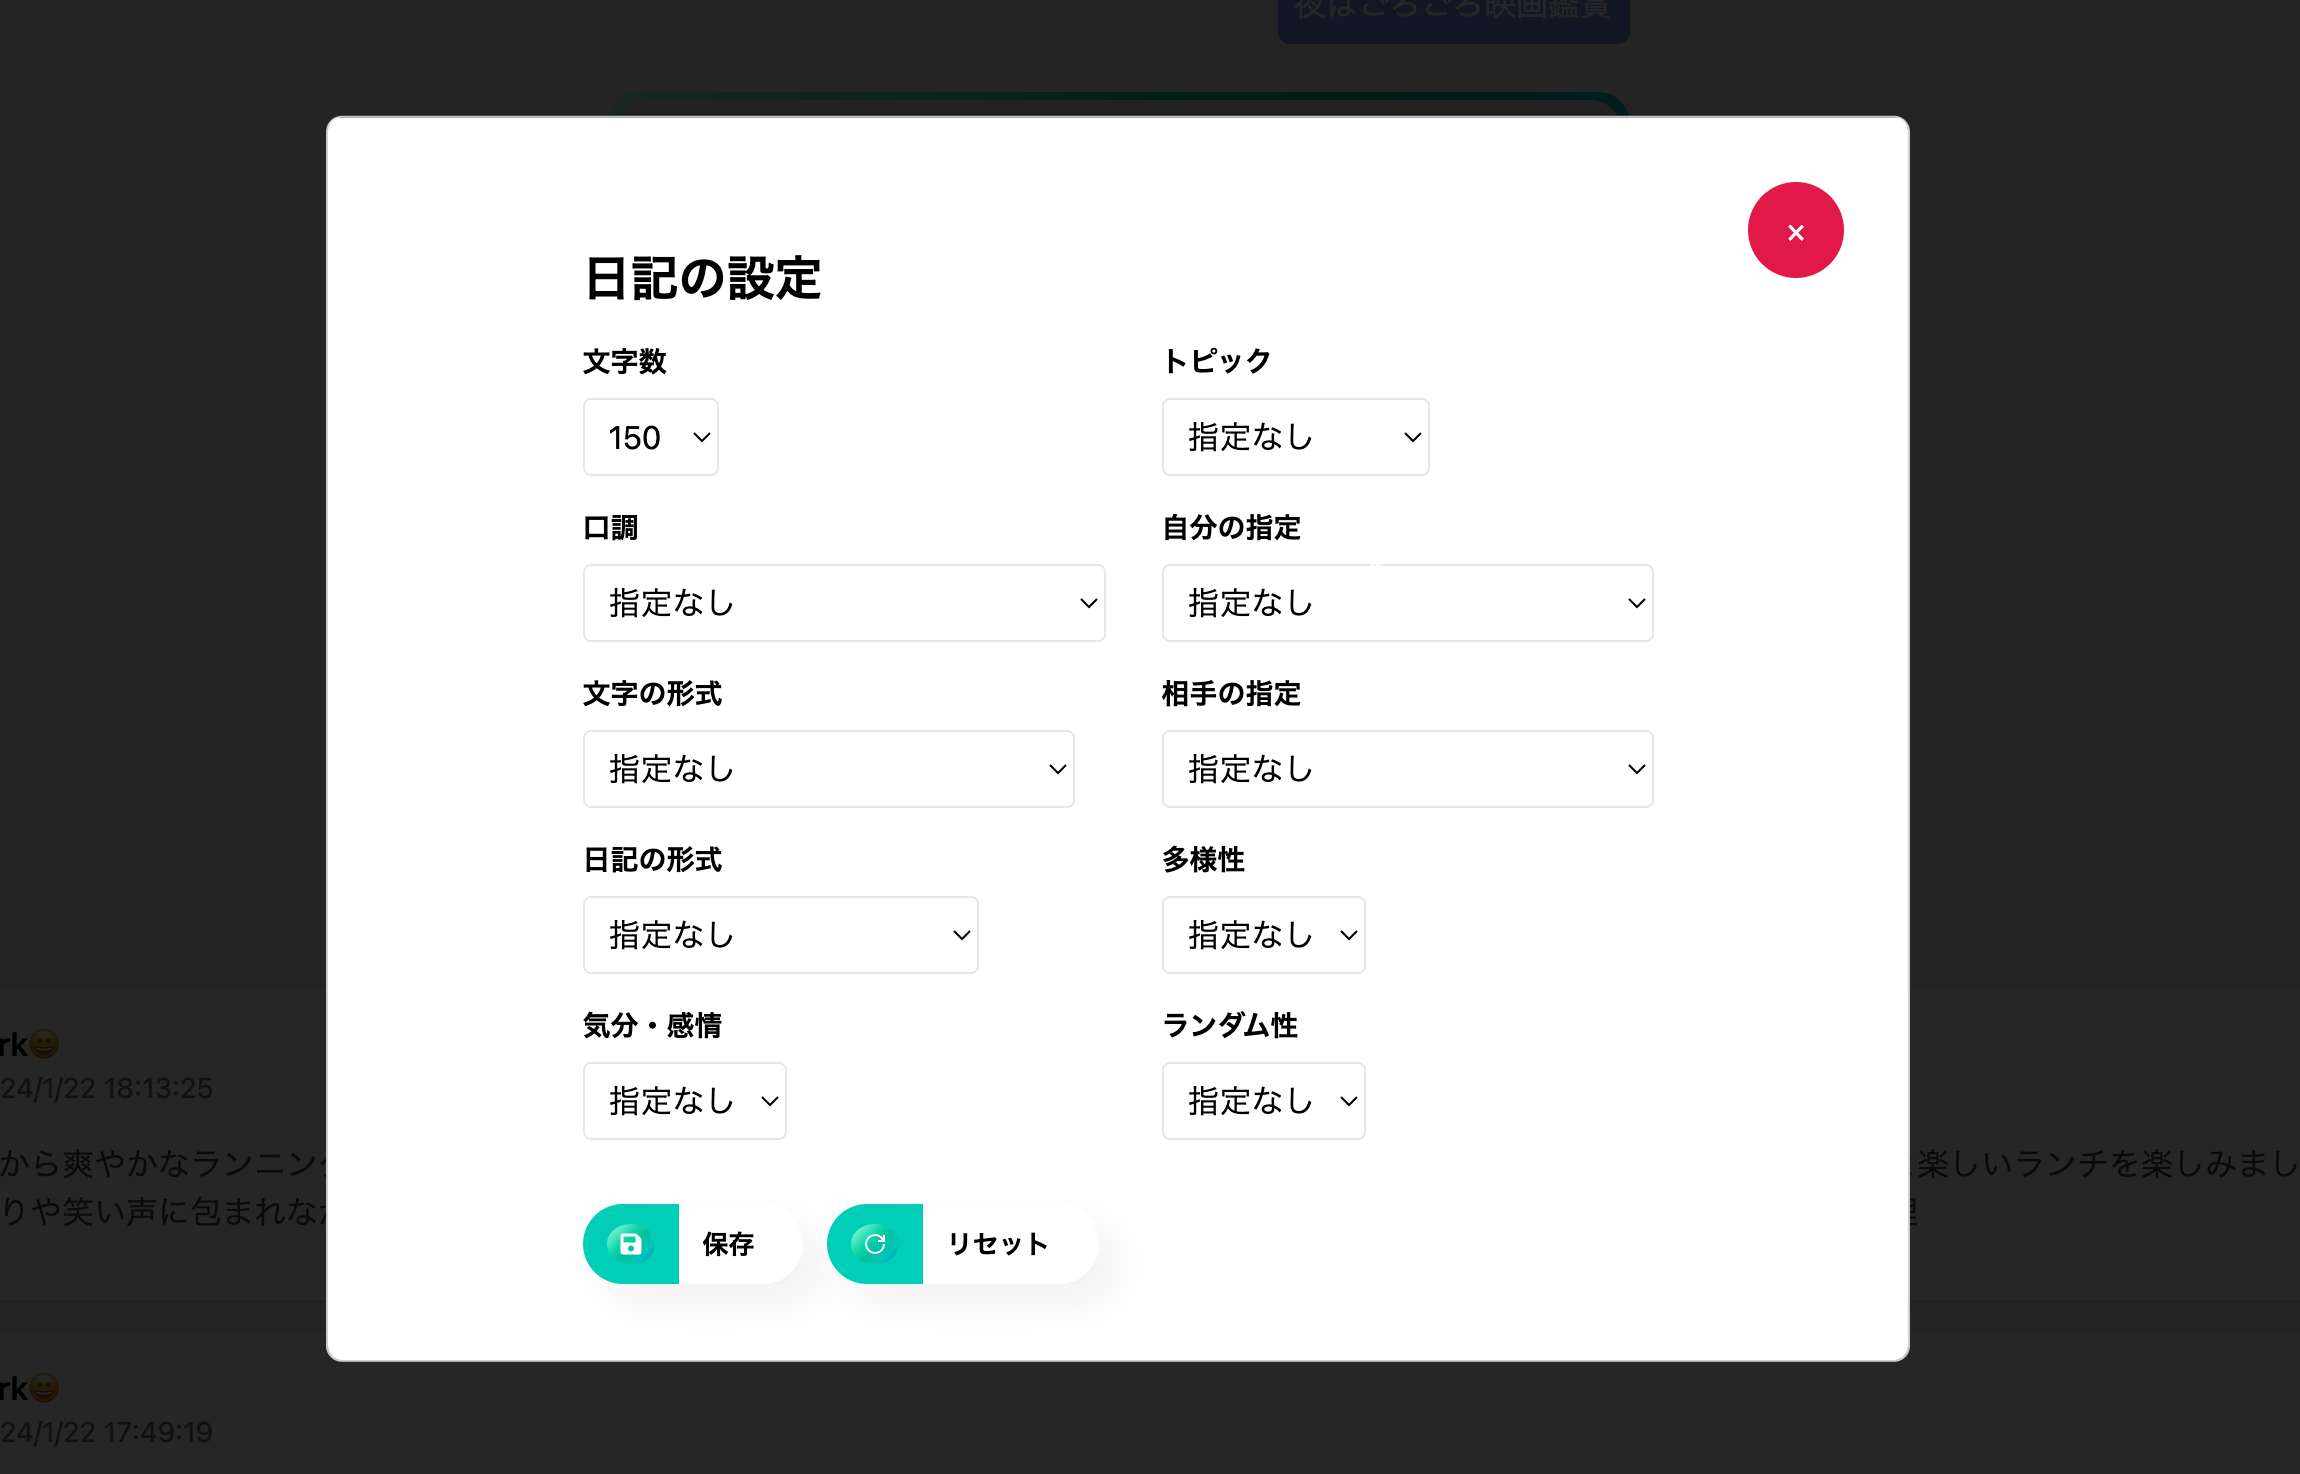 夜はごろごろ映画鑑賞
×
日記の設定
文字数
トピック
150
指定なし
口調
自分の指定
指定なし
指定なし
文字の形式
相手の指定
指定なし
指定なし
日記の形式
多様性
指定なし
指定なし
気分・感情
ランダム性
指定なし
指定なし
保存
リセット
rk😄
24/1/22 18:13:25
から爽やかなランニン
楽しいランチを楽しみまし
りや笑い声に包まれな
rk😄
24/1/22 17:49:19